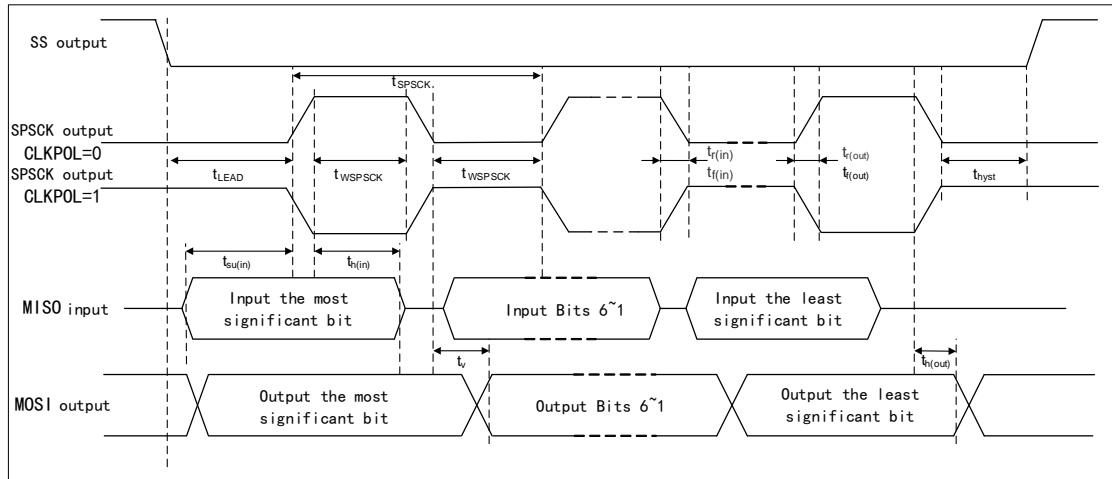 SS output
tSPSCK.
SPSCK output
CLKPOL=0
SPSCK output
CLKPOL=1
tLEAD
tWSPSCK
tWSPSCK
tr(in)
tf(in)
tr(out)
tf(out)
thyst
tsu(in)
th(in)
MISO input
Input the most
significant bit
Input Bits 6~1
Input the least
significant bit
tv
th(out)
MOSI output
Output the most
significant bit
Output Bits 6~1
Output the least
significant bit